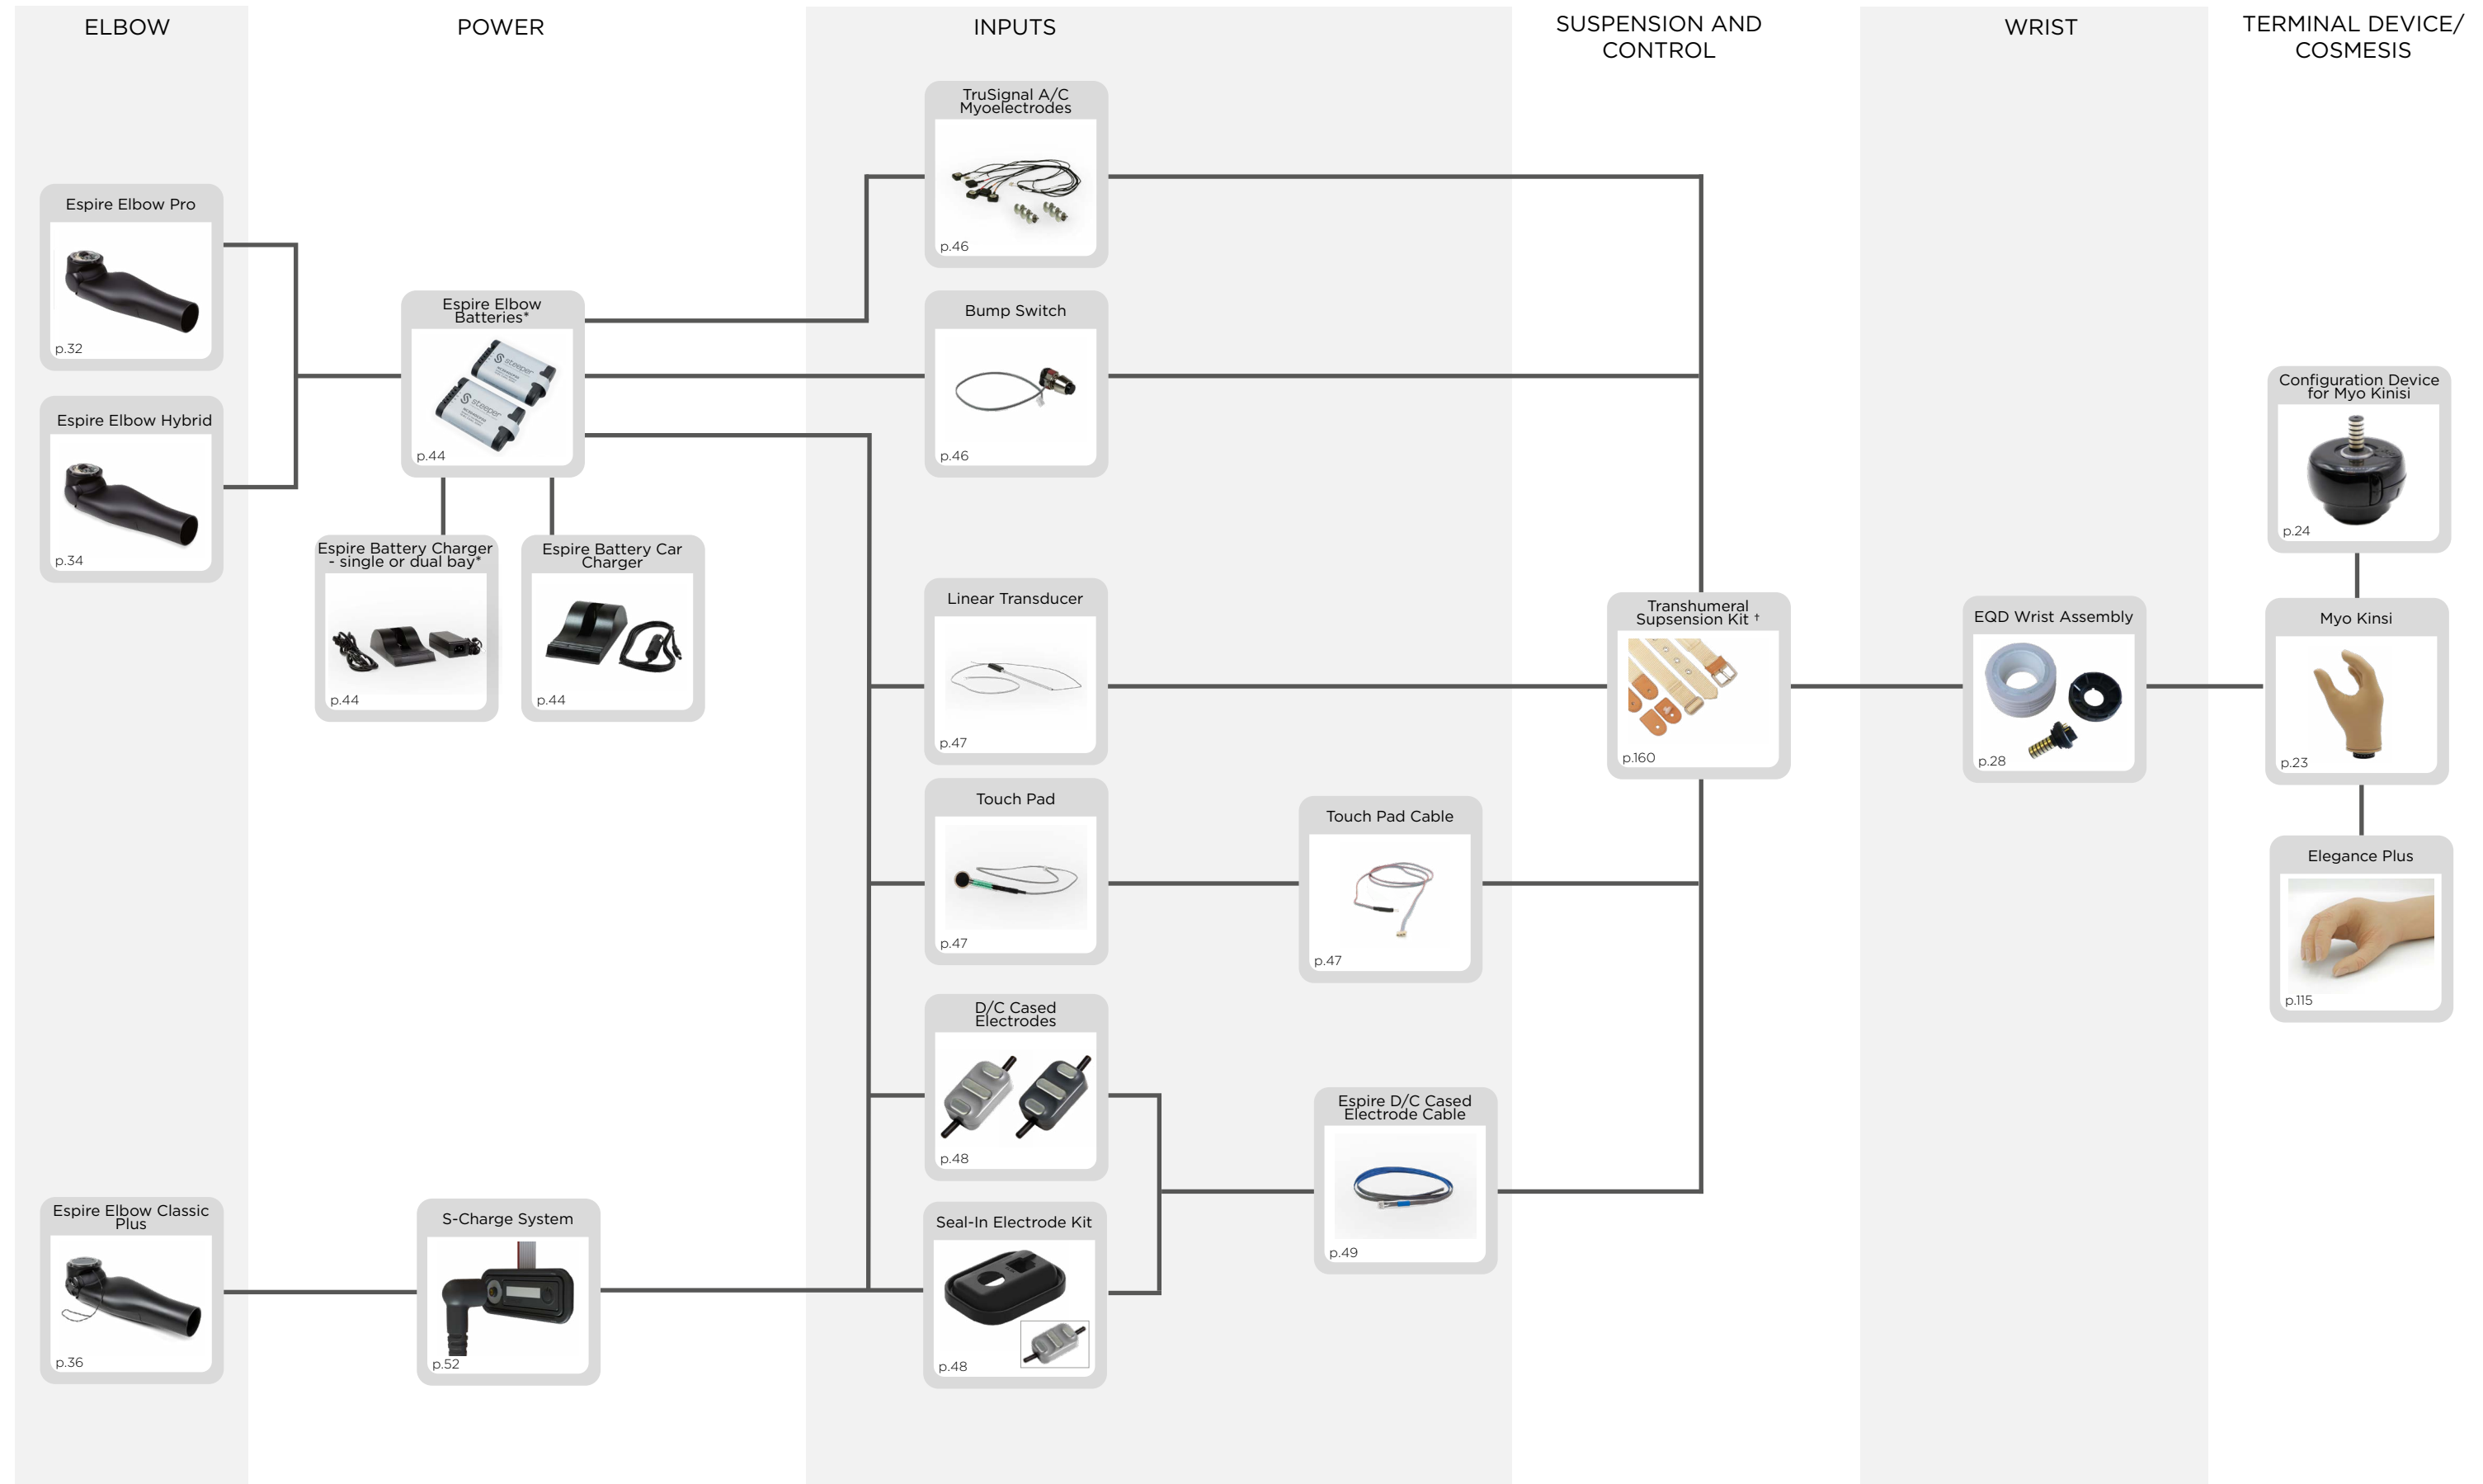 ELBOW
POWER
INPUTS
SUSPENSION AND
CONTROL
WRIST
TERMINAL DEVICE/
COSMESIS
Espire Elbow Pro
p.32
Espire Elbow Hybrid
p.34
Espire Elbow Classic
Plus
p.36
Espire Elbow
Batteries*
steeper
steeper
p.44
Espire Battery Charger
- single or dual bay*
p.44
Espire Battery Car
Charger
p.44
S-Charge System
p.52
TruSignal A/C
Myoelectrodes
p.46
Bump Switch
p.46
Linear Transducer
p.47
Touch Pad
p.47
Touch Pad Cable
p.47
D/C Cased
Electrodes
p.48
Seal-In Electrode Kit
p.48
Espire D/C Cased
Electrode Cable
p.49
Transhumeral
Supsension Kit †
p.160
EQD Wrist Assembly
p.28
Configuration Device
for Myo Kinisi
p.24
Myo Kinsi
p.23
Elegance Plus
p.115